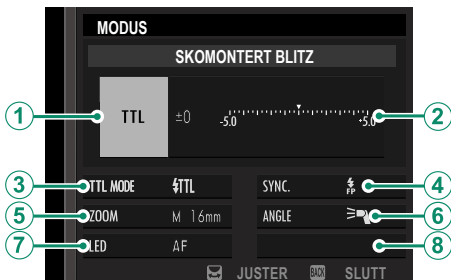 MODUS
SKOMONTERT BLITZ
1 TTL ±0 -5.0 +5.0 2
3 TTL MODE TTL SYNC. FP 4
5 ZOOM M 16mm ANGLE 6
7 LED AF 8
JUSTER BACK SLUTT